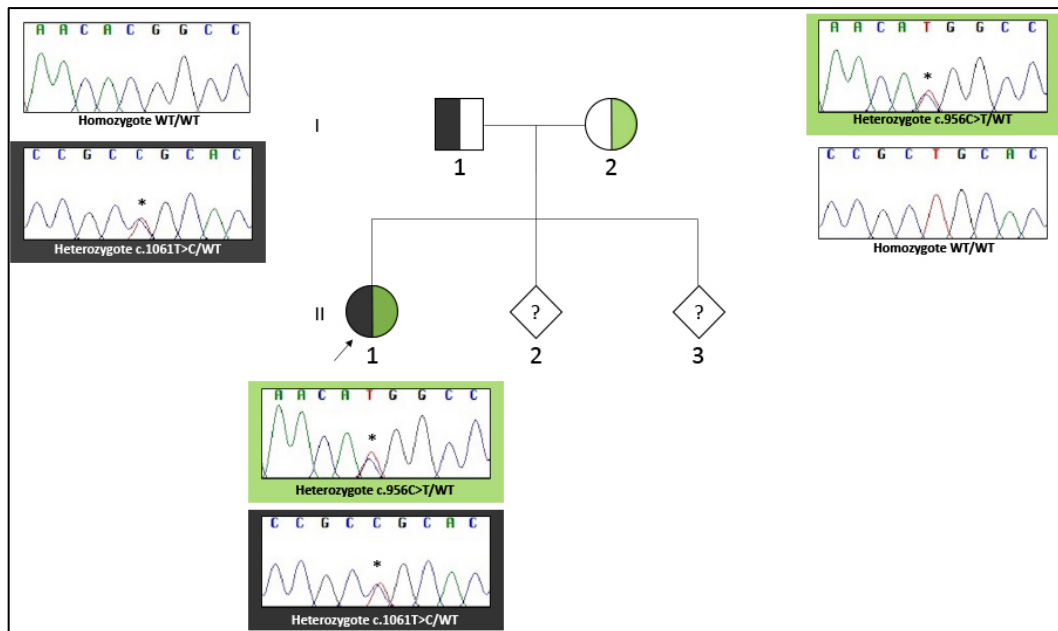 A A C A C G G C C
Homozygote WT/WT
C C G C C G C A C
*
Heterozygote c.1061T>C/WT
I
1
2
A A C A T G G C C
*
Heterozygote c.956C>T/WT
C C G C T G C A C
Homozygote WT/WT
II
1
?
2
?
3
A A C A T G G C C
*
Heterozygote c.956C>T/WT
C C G C C G C A C
*
Heterozygote c.1061T>C/WT